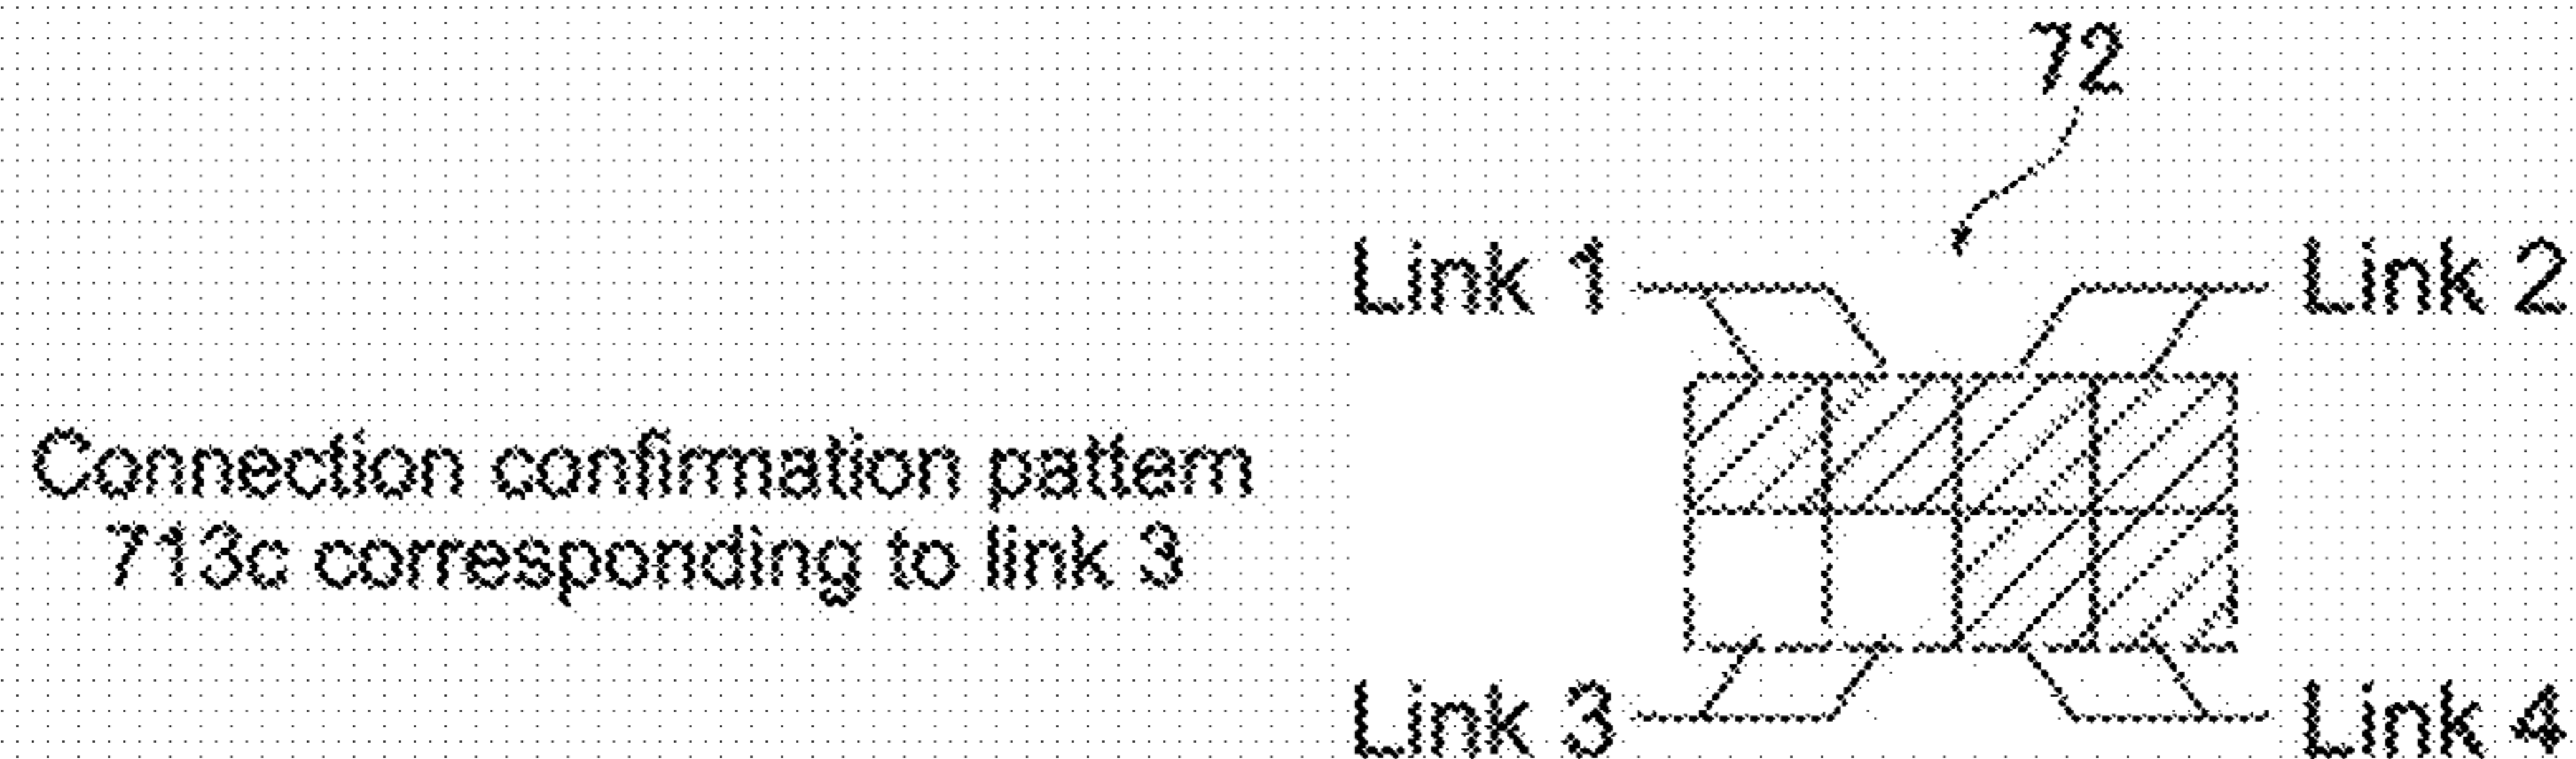 72
Link 1
Link 2
Connection confirmation pattern
713c corresponding to link 3
Link 3
Link 4